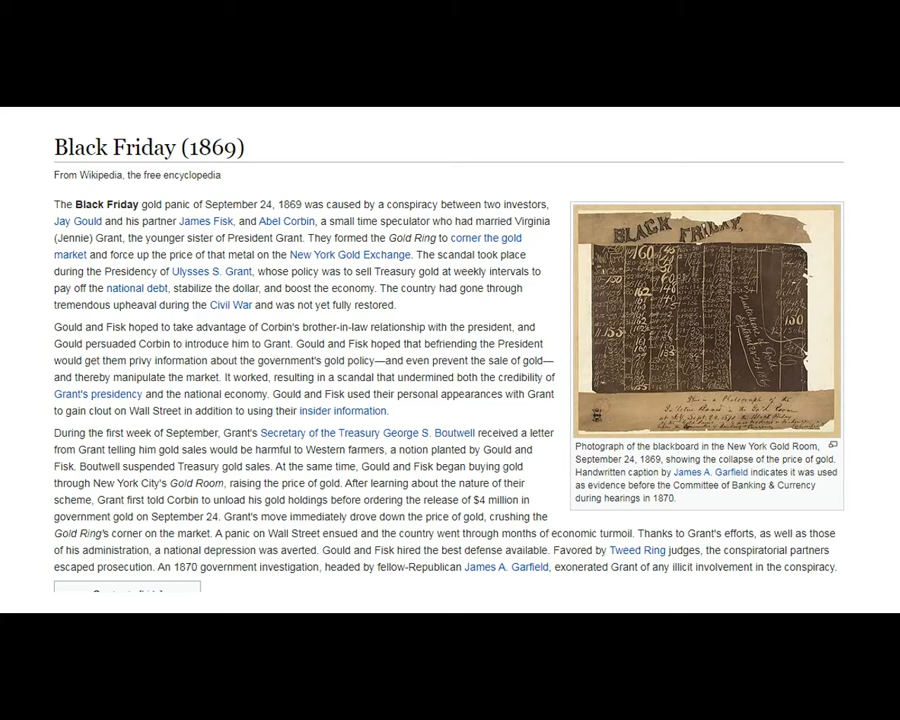 Black Friday (1869)
From Wikipedia, the free encyclopedia
The Black Friday gold panic of September 24, 1869 was caused by a conspiracy between two investors,
Jay Gould and his partner James Fisk, and Abel Corbin, a small time speculator who had married Virginia
(Jennie) Grant, the younger sister of President Grant. They formed the Gold Ring to corner the gold
market and force up the price of that metal on the New York Gold Exchange. The scandal took place
during the Presidency of Ulysses S. Grant, whose policy was to sell Treasury gold at weekly intervals to
pay off the national debt, stabilize the dollar, and boost the economy. The country had gone through
tremendous upheaval during the Civil War and was not yet fully restored.
Gould and Fisk hoped to take advantage of Corbin's brother-in-law relationship with the president, and
Gould persuaded Corbin to introduce him to Grant. Gould and Fisk hoped that befriending the President
would get them privy information about the government's gold policy—and even prevent the sale of gold—
and thereby manipulate the market. It worked, resulting in a scandal that undermined both the credibility of
Grant's presidency and the national economy. Gould and Fisk used their personal appearances with Grant
to gain clout on Wall Street in addition to using their insider information.
During the first week of September, Grant's Secretary of the Treasury George S. Boutwell received a letter
from Grant telling him gold sales would be harmful to Western farmers, a notion planted by Gould and
Fisk. Boutwell suspended Treasury gold sales. At the same time, Gould and Fisk began buying gold
through New York City's Gold Room, raising the price of gold. After learning about the nature of their
scheme, Grant first told Corbin to unload his gold holdings before ordering the release of $4 million in
government gold on September 24. Grant's move immediately drove down the price of gold, crushing the
Gold Ring's corner on the market. A panic on Wall Street ensued and the country went through months of economic turmoil. Thanks to Grant's efforts, as well as those
of his administration, a national depression was averted. Gould and Fisk hired the best defense available. Favored by Tweed Ring judges, the conspiratorial partners
escaped prosecution. An 1870 government investigation, headed by fellow-Republican James A. Garfield, exonerated Grant of any illicit involvement in the conspiracy.
BLACK FRIDAY,
160
162
150
This is a Photograph of the
Photograph of the blackboard in the New York Gold Room,
September 24, 1869, showing the collapse of the price of gold.
Handwritten caption by James A. Garfield indicates it was used
as evidence before the Committee of Banking & Currency
during hearings in 1870.